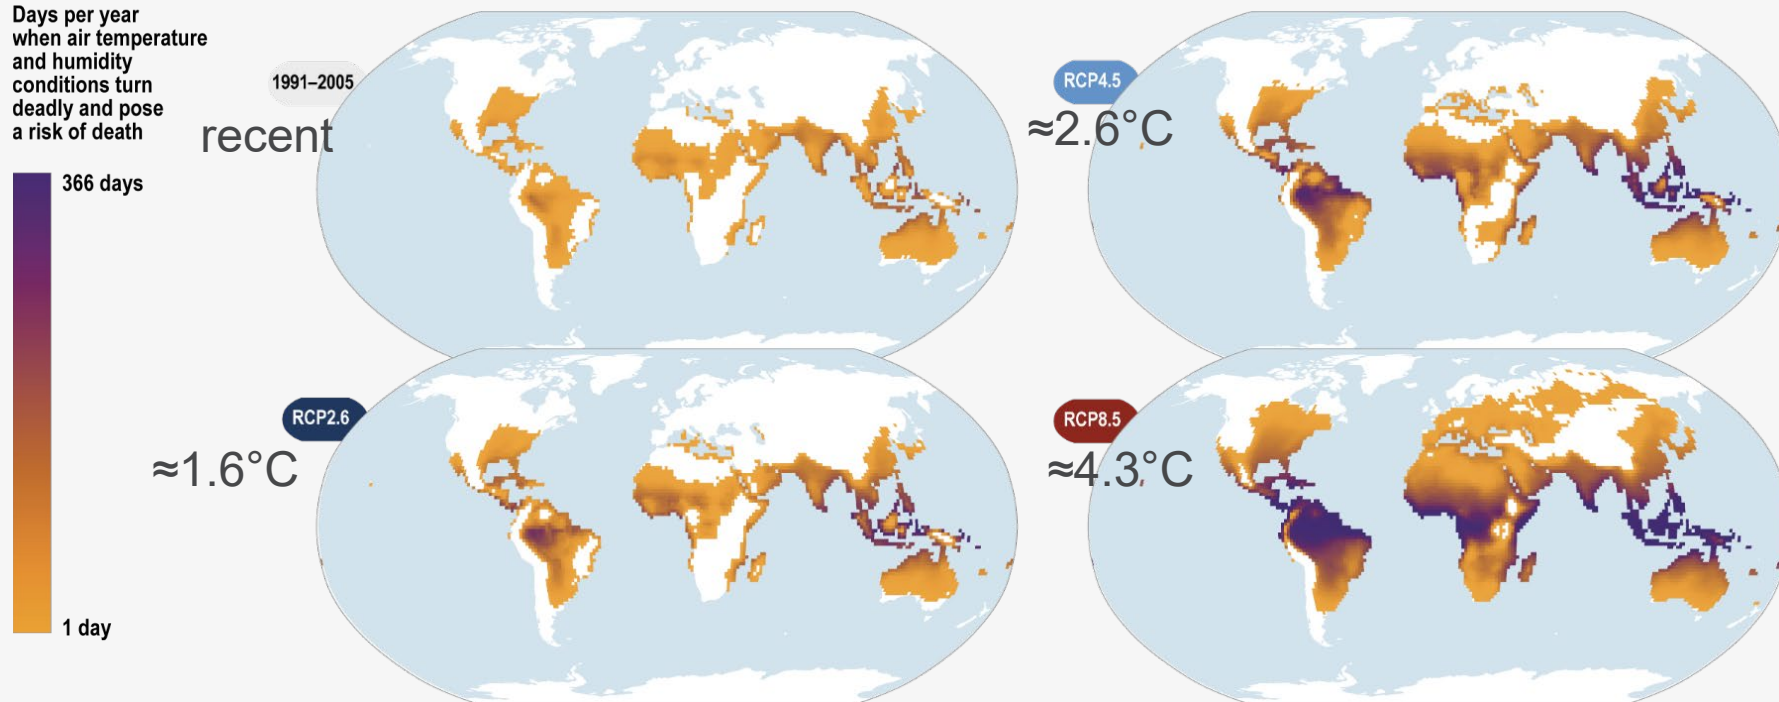 Days per year
when air temperature
and humidity
conditions turn
deadly and pose
a risk of death
366 days
1 day
1991–2005
recent
RCP4.5
≈2.6°C
RCP2.6
≈1.6°C
RCP8.5
≈4.3°C